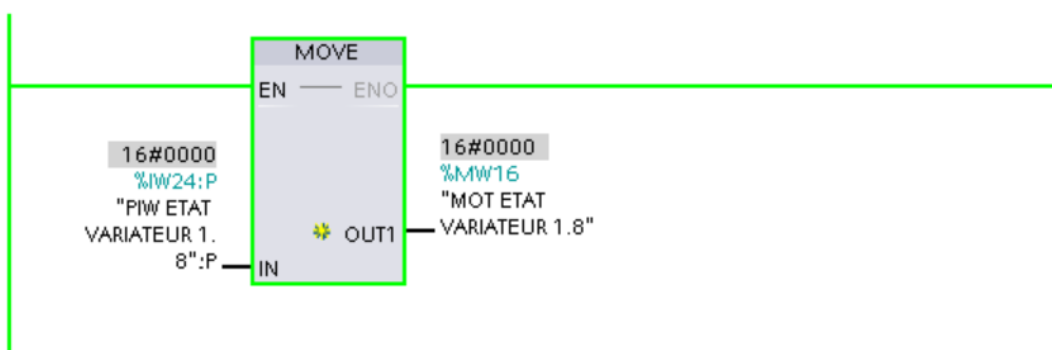 MOVE
EN ENO
16#0000
%IW24:P
"PIW ETAT
VARIATEUR 1.
8":P
IN
16#0000
%MW16
"MOT ETAT
VARIATEUR 1.8"
OUT1